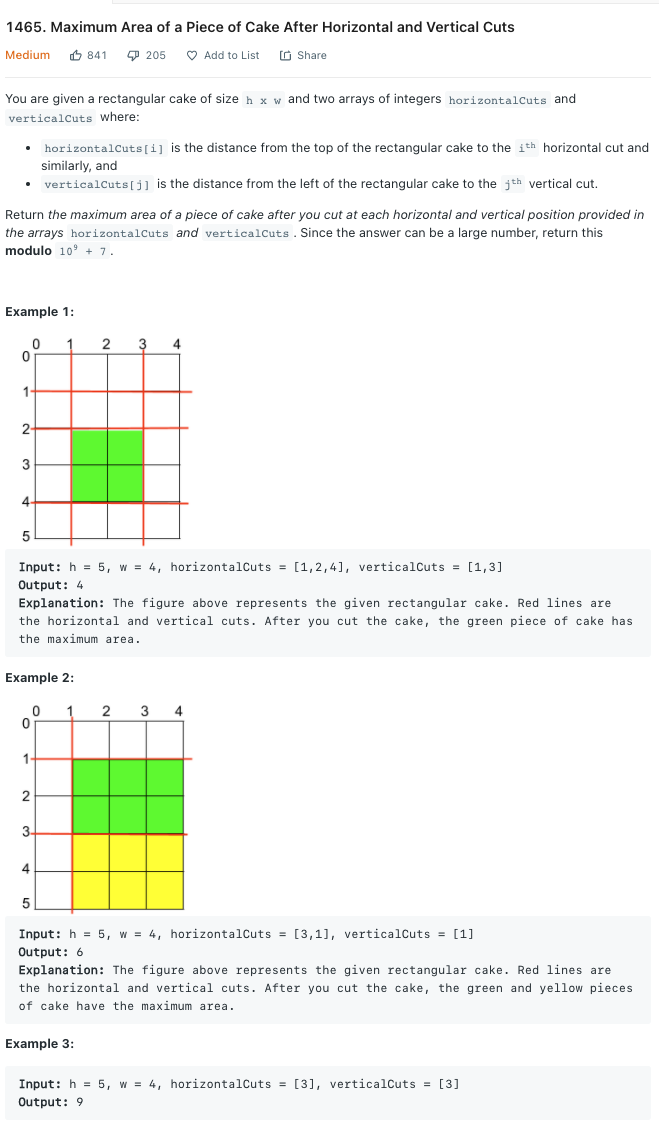 1465. Maximum Area of a Piece of Cake After Horizontal and Vertical Cuts
Medium 841 205 Add to List Share
You are given a rectangular cake of size h x w and two arrays of integers horizontalCuts and
verticalCuts where:
• horizontalCuts[i] is the distance from the top of the rectangular cake to the ith horizontal cut and
similarly, and
• verticalCuts[j] is the distance from the left of the rectangular cake to the jth vertical cut.
Return the maximum area of a piece of cake after you cut at each horizontal and vertical position provided in
the arrays horizontalCuts and verticalCuts . Since the answer can be a large number, return this
modulo 10⁹ + 7 .
Example 1:
0 1 2 3 4
0
1
2
3
4
5
Input: h = 5, w = 4, horizontalCuts = [1,2,4], verticalCuts = [1,3]
Output: 4
Explanation: The figure above represents the given rectangular cake. Red lines are
the horizontal and vertical cuts. After you cut the cake, the green piece of cake has
the maximum area.
Example 2:
0 1 2 3 4
0
1
2
3
4
5
Input: h = 5, w = 4, horizontalCuts = [3,1], verticalCuts = [1]
Output: 6
Explanation: The figure above represents the given rectangular cake. Red lines are
the horizontal and vertical cuts. After you cut the cake, the green and yellow pieces
of cake have the maximum area.
Example 3:
Input: h = 5, w = 4, horizontalCuts = [3], verticalCuts = [3]
Output: 9